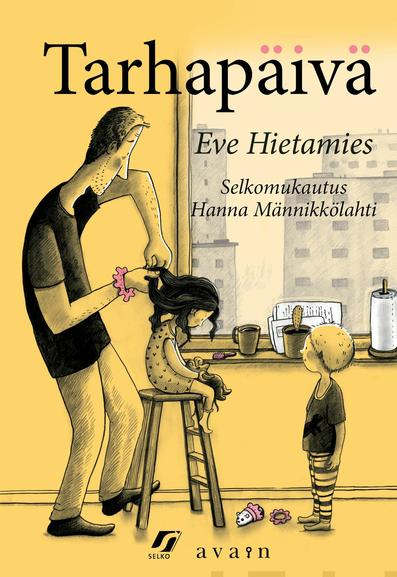 Tarhapäivä
Eve Hietamies
Selkomukautus
Hanna Männikkölahti
SELKO
avain